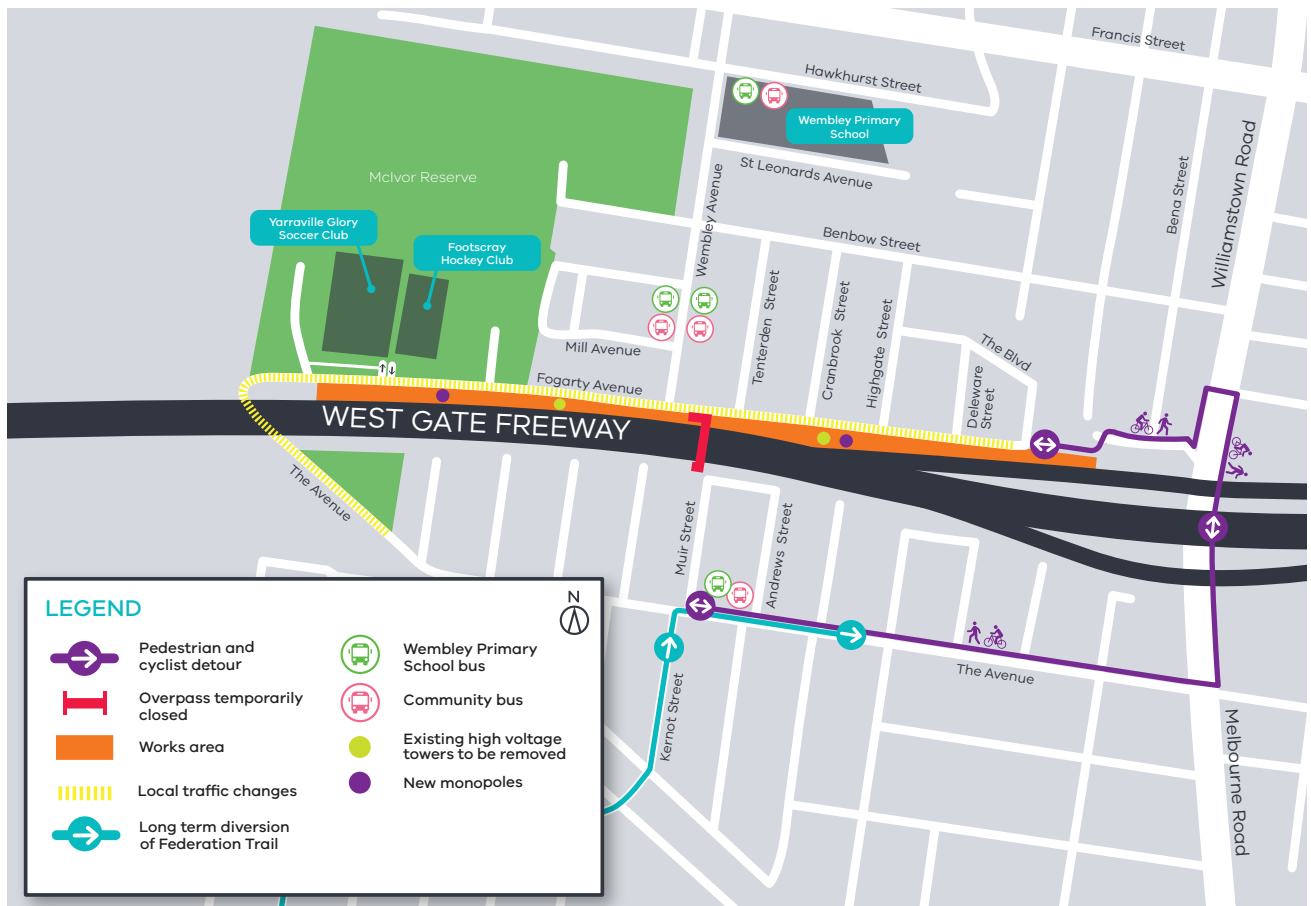 Francis Street
Hawkhurst Street
Wembley Primary
School
St Leonards Avenue
McIvor Reserve
Wembley Avenue
Bena Street
Williamstown Road
Yarraville Glory
Soccer Club
Footscray
Hockey Club
Benbow Street
Tenterden Street
Cranbrook Street
Highgate Street
The Blvd
Deleware
Street
Mill Avenue
Fogarty Avenue
WEST GATE FREEWAY
The Avenue
Muir Street
Andrews Street
Kernot Street
The Avenue
Melbourne Road
LEGEND
N
Pedestrian and
cyclist detour
Overpass temporarily
closed
Works area
Local traffic changes
Long term diversion
of Federation Trail
Wembley Primary
School bus
Community bus
Existing high voltage
towers to be removed
New monopoles